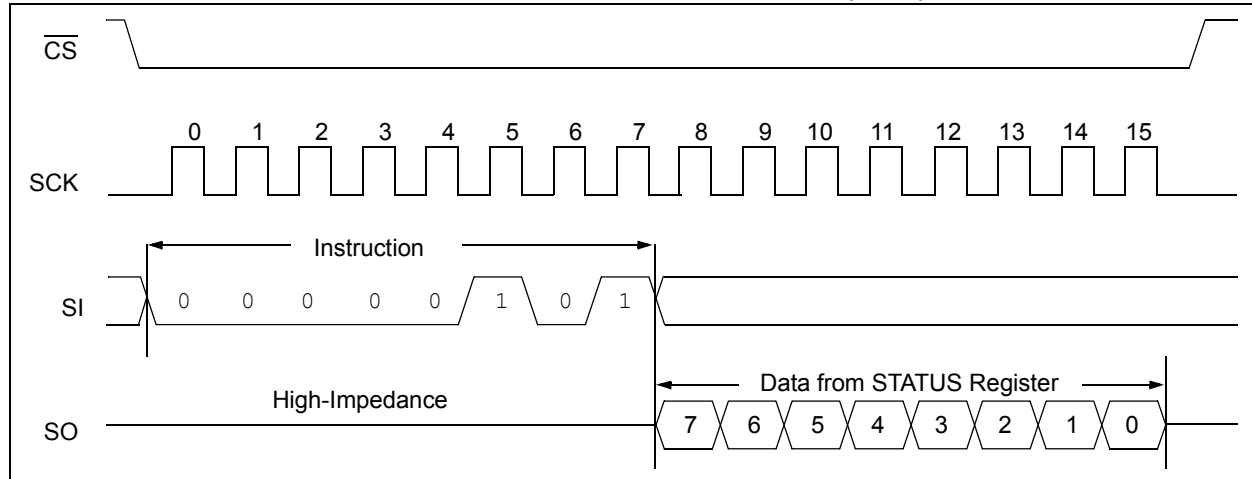 CS
0 1 2 3 4 5 6 7 8 9 10 11 12 13 14 15
SCK
Instruction
SI 0 0 0 0 0 1 0 1
Data from STATUS Register
High-Impedance
SO 7 6 5 4 3 2 1 0